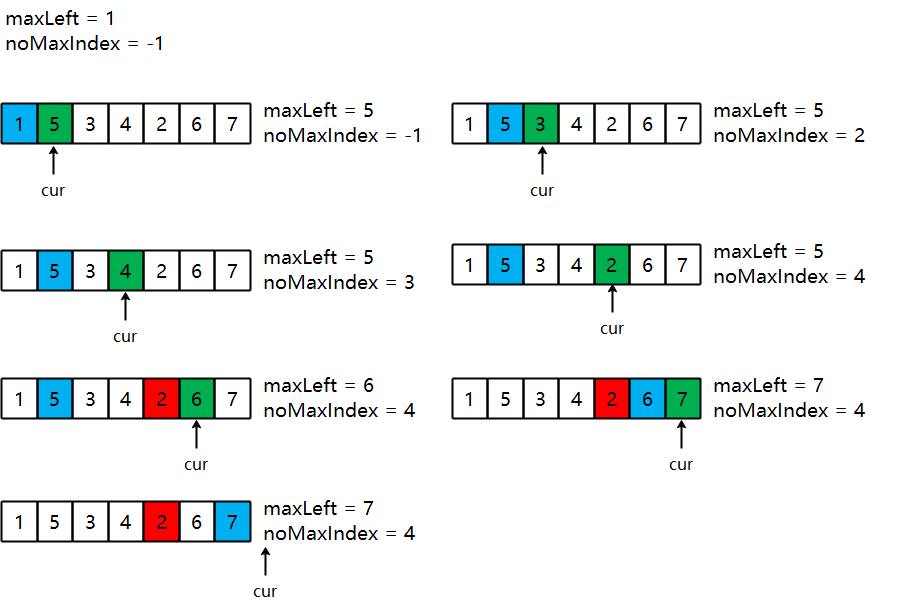 maxLeft = 1
noMaxIndex = -1
1 5 3 4 2 6 7
maxLeft = 5
noMaxIndex = -1
cur
1 5 3 4 2 6 7
maxLeft = 5
noMaxIndex = 2
cur
1 5 3 4 2 6 7
maxLeft = 5
noMaxIndex = 3
cur
1 5 3 4 2 6 7
maxLeft = 5
noMaxIndex = 4
cur
1 5 3 4 2 6 7
maxLeft = 6
noMaxIndex = 4
cur
1 5 3 4 2 6 7
maxLeft = 7
noMaxIndex = 4
cur
1 5 3 4 2 6 7
maxLeft = 7
noMaxIndex = 4
cur